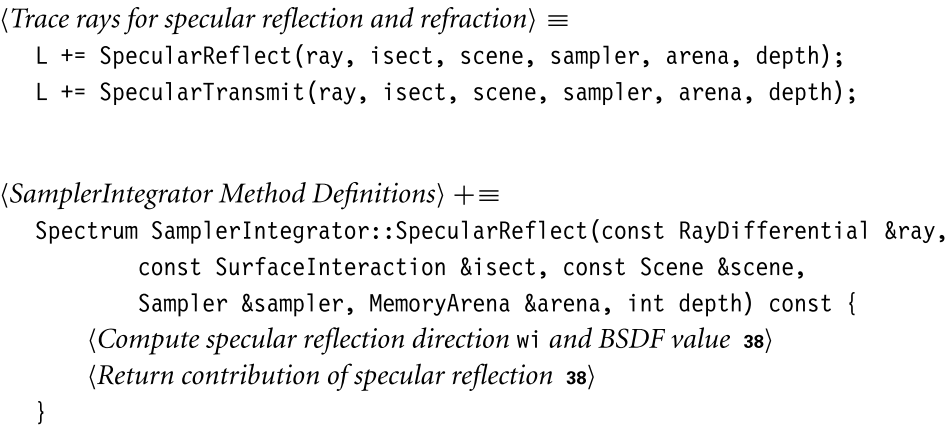 ⟨Trace rays for specular reflection and refraction⟩ ≡
L += SpecularReflect(ray, isect, scene, sampler, arena, depth);
L += SpecularTransmit(ray, isect, scene, sampler, arena, depth);
⟨SamplerIntegrator Method Definitions⟩ +≡
Spectrum SamplerIntegrator::SpecularReflect(const RayDifferential &ray,
const SurfaceInteraction &isect, const Scene &scene,
Sampler &sampler, MemoryArena &arena, int depth) const {
⟨Compute specular reflection direction wi and BSDF value 38⟩
⟨Return contribution of specular reflection 38⟩
}